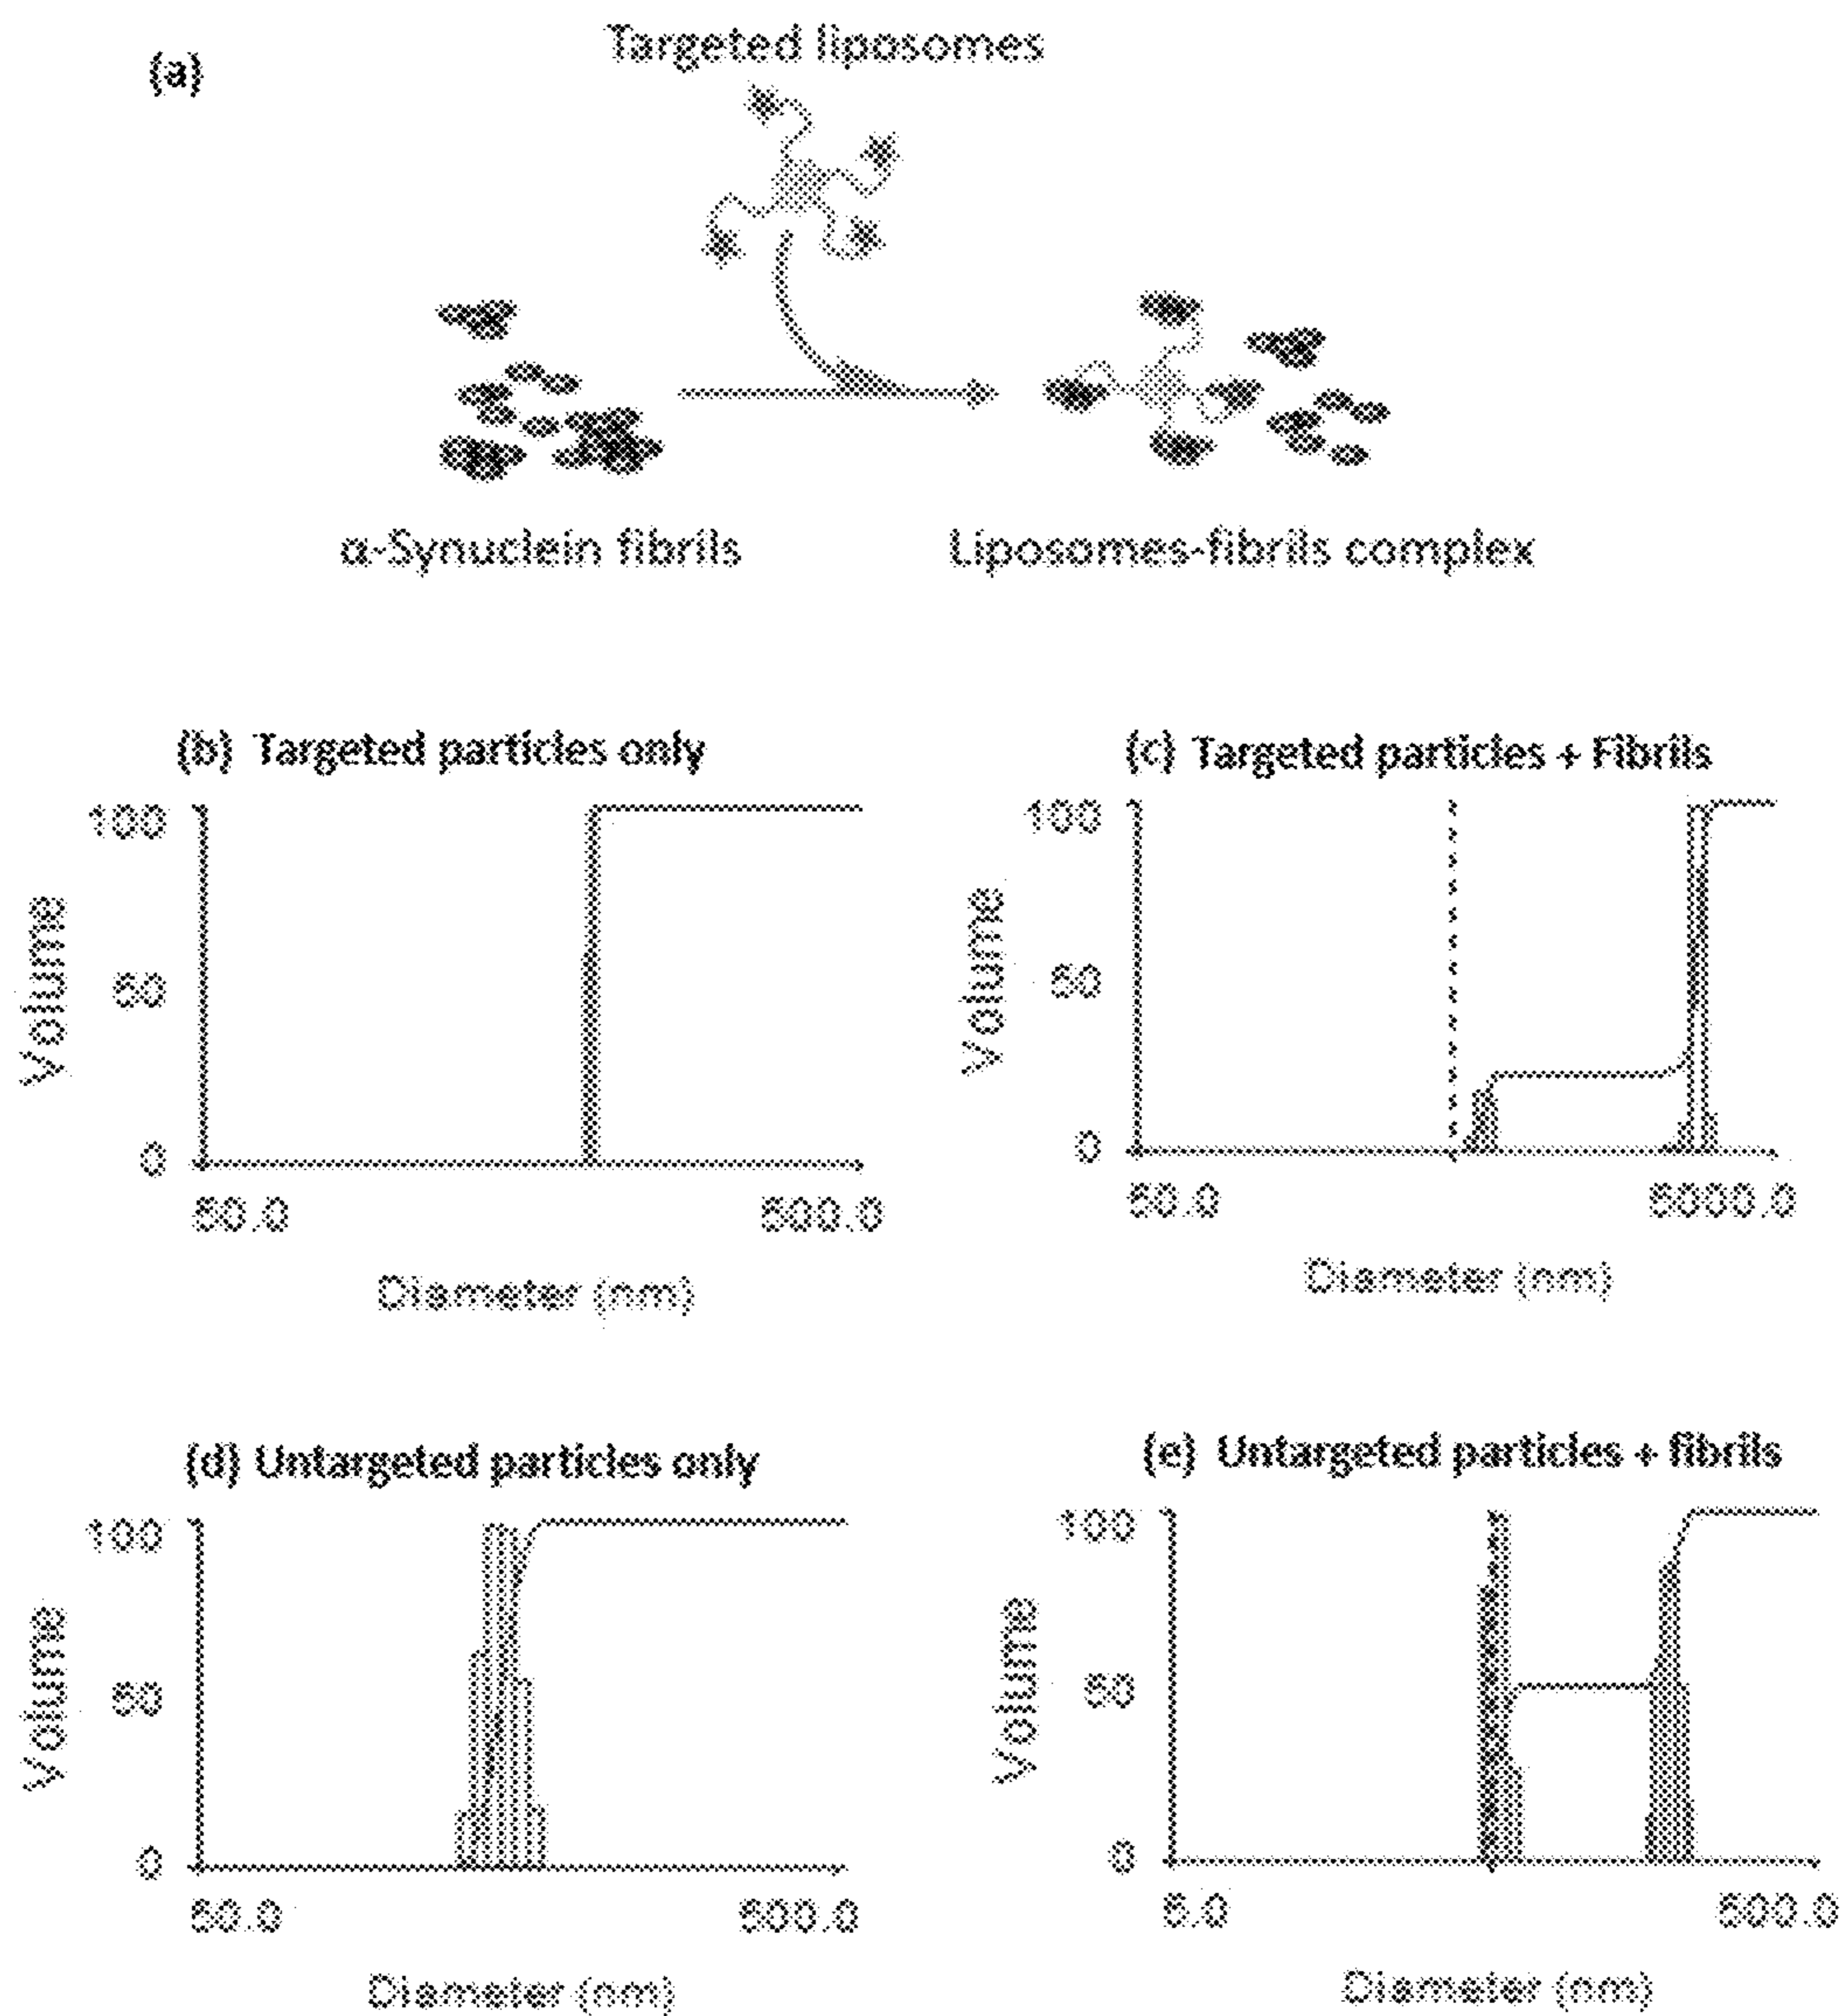 (a)
Targeted liposomes
α-Synuclein fibrils
Liposomes-fibrils complex
(b) Targeted particles only
100
50
0
Volume
50.0
500.0
Diameter (nm)
(c) Targeted particles + Fibrils
100
50
0
Volume
50.0
5000.0
Diameter (nm)
(d) Untargeted particles only
100
50
0
Volume
50.0
500.0
Diameter (nm)
(e) Untargeted particles + fibrils
100
50
0
Volume
5.0
500.0
Diameter (nm)